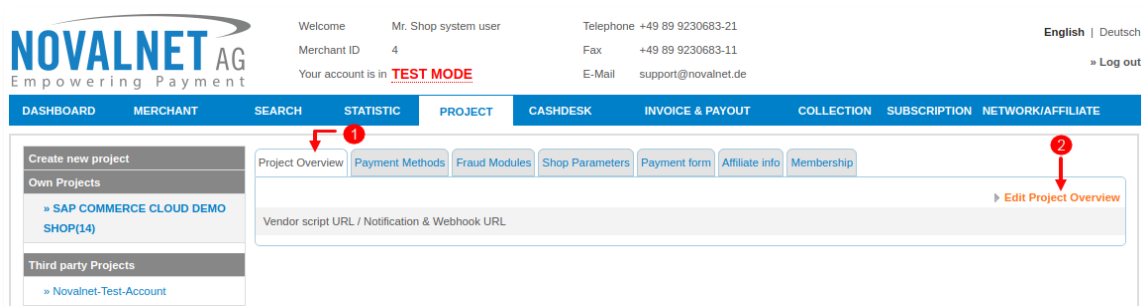 NOVALNET AG
Empowering Payment
Welcome Mr. Shop system user
Merchant ID 4
Your account is in TEST MODE
Telephone +49 89 9230683-21
Fax +49 89 9230683-11
E-Mail support@novalnet.de
English | Deutsch
» Log out
DASHBOARD MERCHANT SEARCH STATISTIC PROJECT CASHDESK INVOICE & PAYOUT COLLECTION SUBSCRIPTION NETWORK/AFFILIATE
1
2
Create new project
Own Projects
» SAP COMMERCE CLOUD DEMO
SHOP(14)
Third party Projects
» Novalnet-Test-Account
Project Overview Payment Methods Fraud Modules Shop Parameters Payment form Affiliate info Membership
Edit Project Overview
Vendor script URL / Notification & Webhook URL